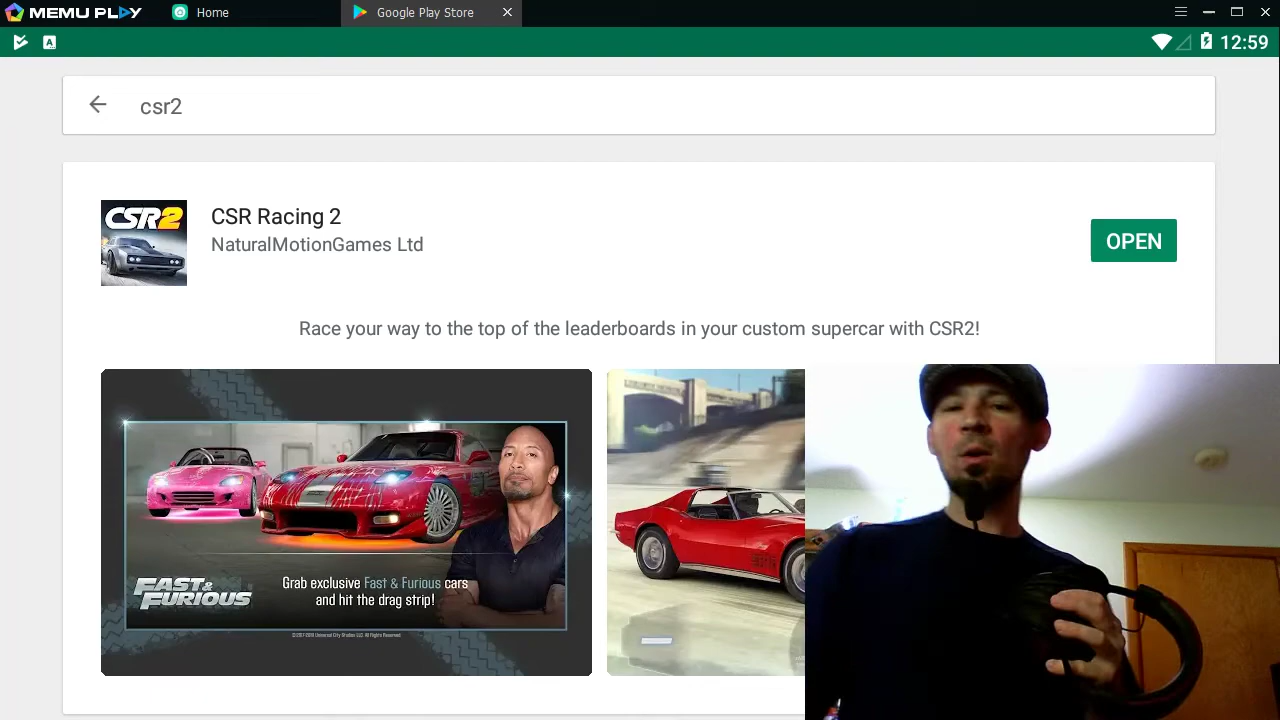 MEMU PLAY
Home
Google Play Store
12:59
csr2
CSR2
CSR Racing 2
NaturalMotionGames Ltd
OPEN
Race your way to the top of the leaderboards in your custom supercar with CSR2!
FAST &
FURIOUS
Grab exclusive Fast & Furious cars
and hit the drag strip!